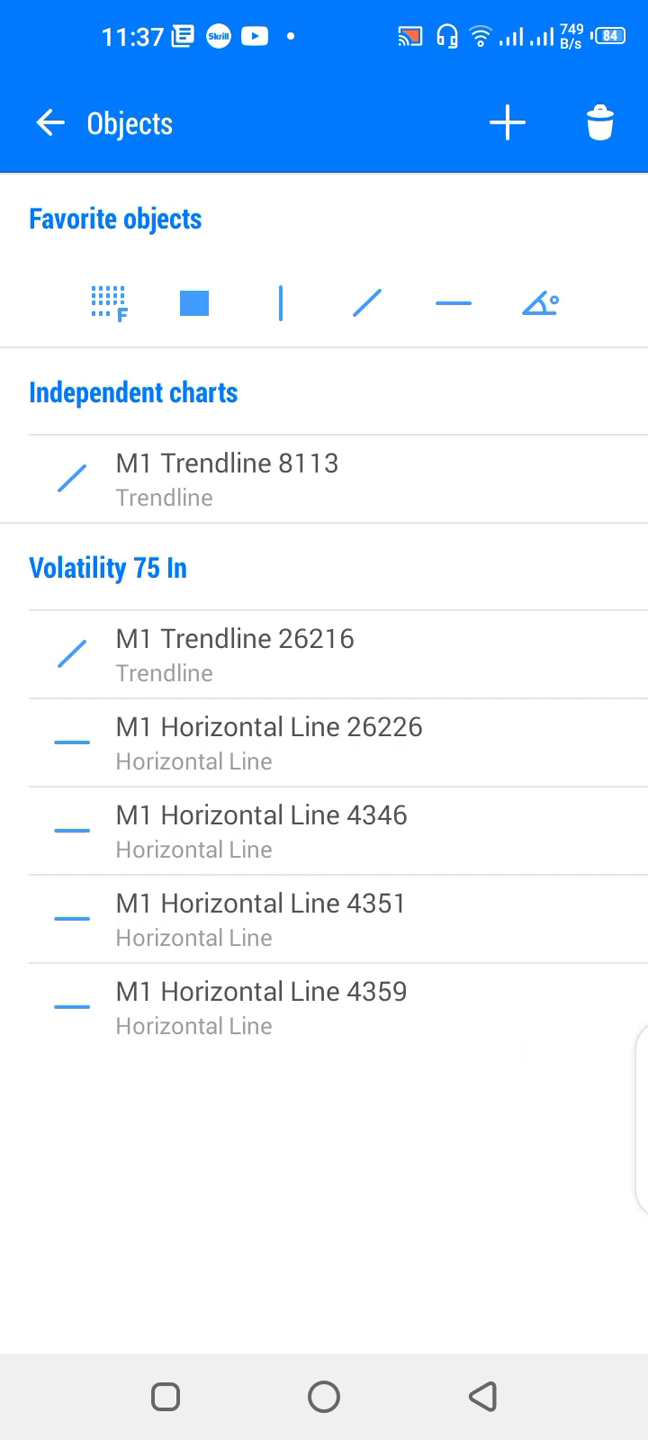 11:37
Skrill
749
B/s
84
Objects
Favorite objects
F
Independent charts
M1 Trendline 8113
Trendline
Volatility 75 In
M1 Trendline 26216
Trendline
M1 Horizontal Line 26226
Horizontal Line
M1 Horizontal Line 4346
Horizontal Line
M1 Horizontal Line 4351
Horizontal Line
M1 Horizontal Line 4359
Horizontal Line